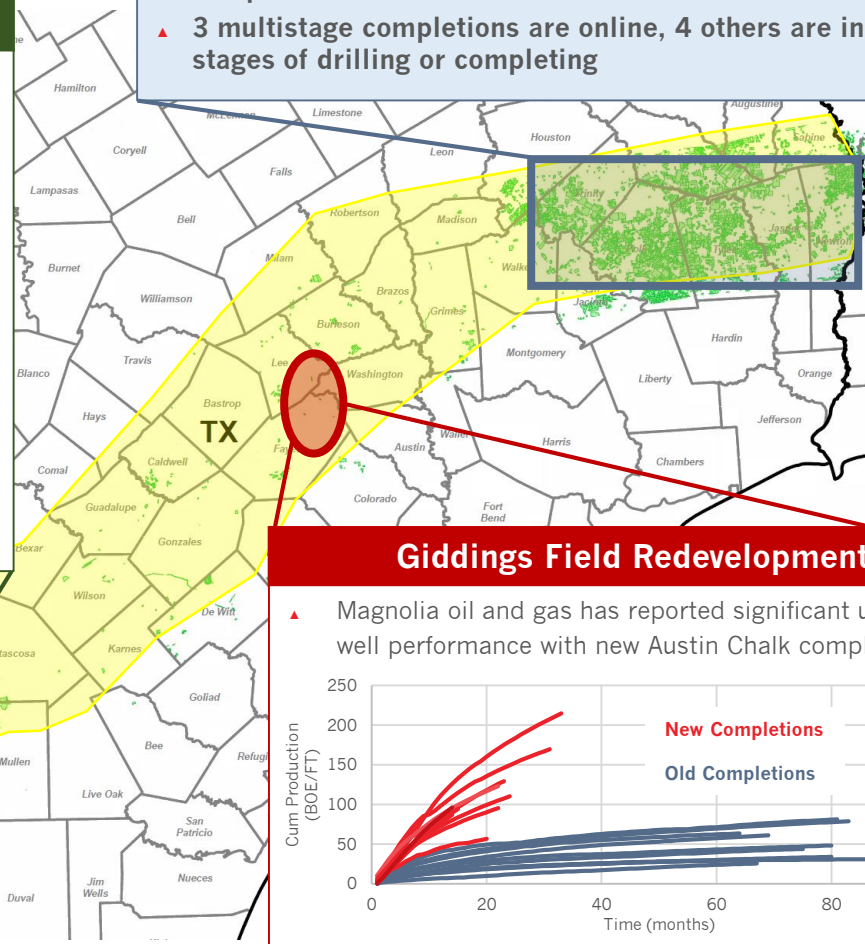 3 multistage completions are online, 4 others are in
stages of drilling or completing
Hamilton
McLennan
Limestone
Augustine
Coryell
Falls
Leon
Houston
Sabine
Lampasas
Bell
Robertson
Madison
Trinity
Polk
Tyler
Jasper
Newton
Burnet
Milam
Walker
Williamson
Brazos
Grimes
San
Jacinto
Burleson
Blanco
Travis
Lee
Washington
Montgomery
Hardin
Liberty
Orange
Hays
Bastrop
TX
Waller
Harris
Jefferson
Comal
Caldwell
Austin
Chambers
Guadalupe
Colorado
Fort
Bend
Bexar
Gonzales
Wilson
De Witt
tascosa
Karnes
Goliad
Mullen
Bee
Refugi
Live Oak
San
Patricio
Duval
Jim
Wells
Nueces
Giddings Field Redevelopment
Magnolia oil and gas has reported significant u
well performance with new Austin Chalk compl
Cum Production
(BOE/FT)
250
200
150
100
50
0
New Completions
Old Completions
0 20 40 60 80
Time (months)